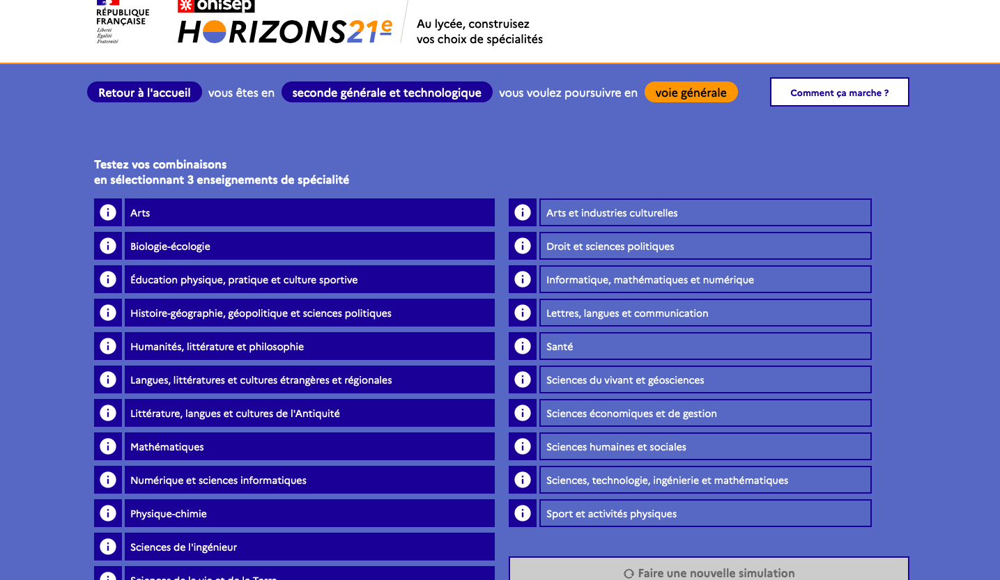 RÉPUBLIQUE
FRANÇAISE
Liberté
Égalité
Fraternité
onisep
HORIZONS21e
Au lycée, construisez
vos choix de spécialités
Retour à l'accueil vous êtes en seconde générale et technologique vous voulez poursuivre en voie générale
Comment ça marche ?
Testez vos combinaisons
en sélectionnant 3 enseignements de spécialité
Arts
Biologie-écologie
Éducation physique, pratique et culture sportive
Histoire-géographie, géopolitique et sciences politiques
Humanités, littérature et philosophie
Langues, littératures et cultures étrangères et régionales
Littérature, langues et cultures de l'Antiquité
Mathématiques
Numérique et sciences informatiques
Physique-chimie
Sciences de l'ingénieur
Sciences de la vie et de la Terre
Arts et industries culturelles
Droit et sciences politiques
Informatique, mathématiques et numérique
Lettres, langues et communication
Santé
Sciences du vivant et géosciences
Sciences économiques et de gestion
Sciences humaines et sociales
Sciences, technologie, ingénierie et mathématiques
Sport et activités physiques
Faire une nouvelle simulation